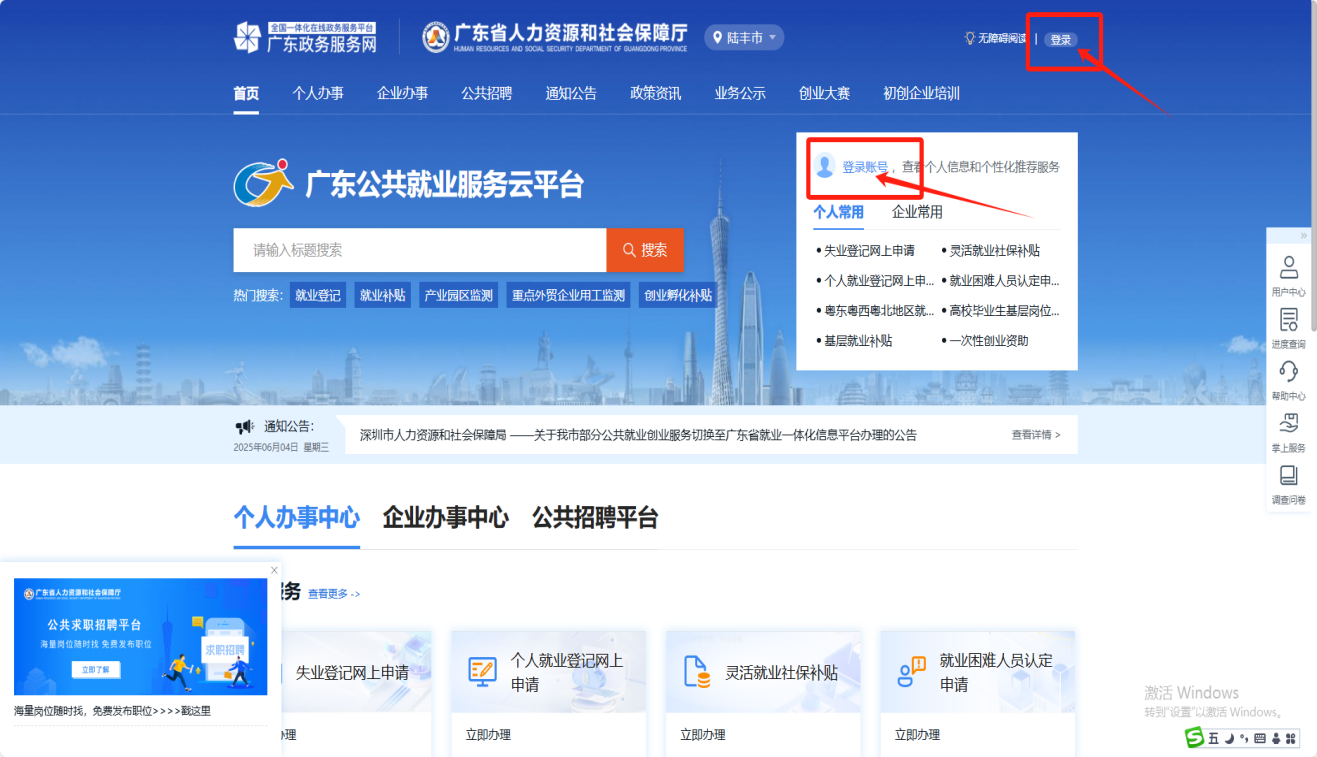 全国一体化在线政务服务平台
广东政务服务网
广东省人力资源和社会保障厅
HUMAN RESOURCES AND SOCIAL SECURITY DEPARTMENT OF GUANGDONG PROVINCE
陆丰市
无障碍阅读 | 登录
首页 个人办事 企业办事 公共招聘 通知公告 政策资讯 业务公示 创业大赛 初创企业培训
广东公共就业服务云平台
请输入标题搜索
搜索
热门搜索: 就业登记 就业补贴 产业园区监测 重点外贸企业用工监测 创业孵化补贴
登录账号，查看个人信息和个性化推荐服务
个人常用 企业常用
•失业登记网上申请 •灵活就业社保补贴
•个人就业登记网上申... •就业困难人员认定申...
•粤东粤西粤北地区就... •高校毕业生基层岗位...
•基层就业补贴 •一次性创业资助
»
用户中心
进度查询
帮助中心
掌上服务
调查问卷
通知公告：
2025年06月04日 星期三
深圳市人力资源和社会保障局 ——关于我市部分公共就业创业服务切换至广东省就业一体化信息平台办理的公告
查看详情 >
个人办事中心 企业办事中心 公共招聘平台
务 查看更多 ->
失业登记网上申请
个人就业登记网上
申请
灵活就业社保补贴
就业困难人员认定
申请
办理
立即办理
立即办理
立即办理
广东省人力资源和社会保障厅
公共求职招聘平台
海量岗位随时找 免费发布职位
立即了解
求职招聘
海量岗位随时找，免费发布职位>>>>戳这里
激活 Windows
转到"设置"以激活 Windows。
S 五